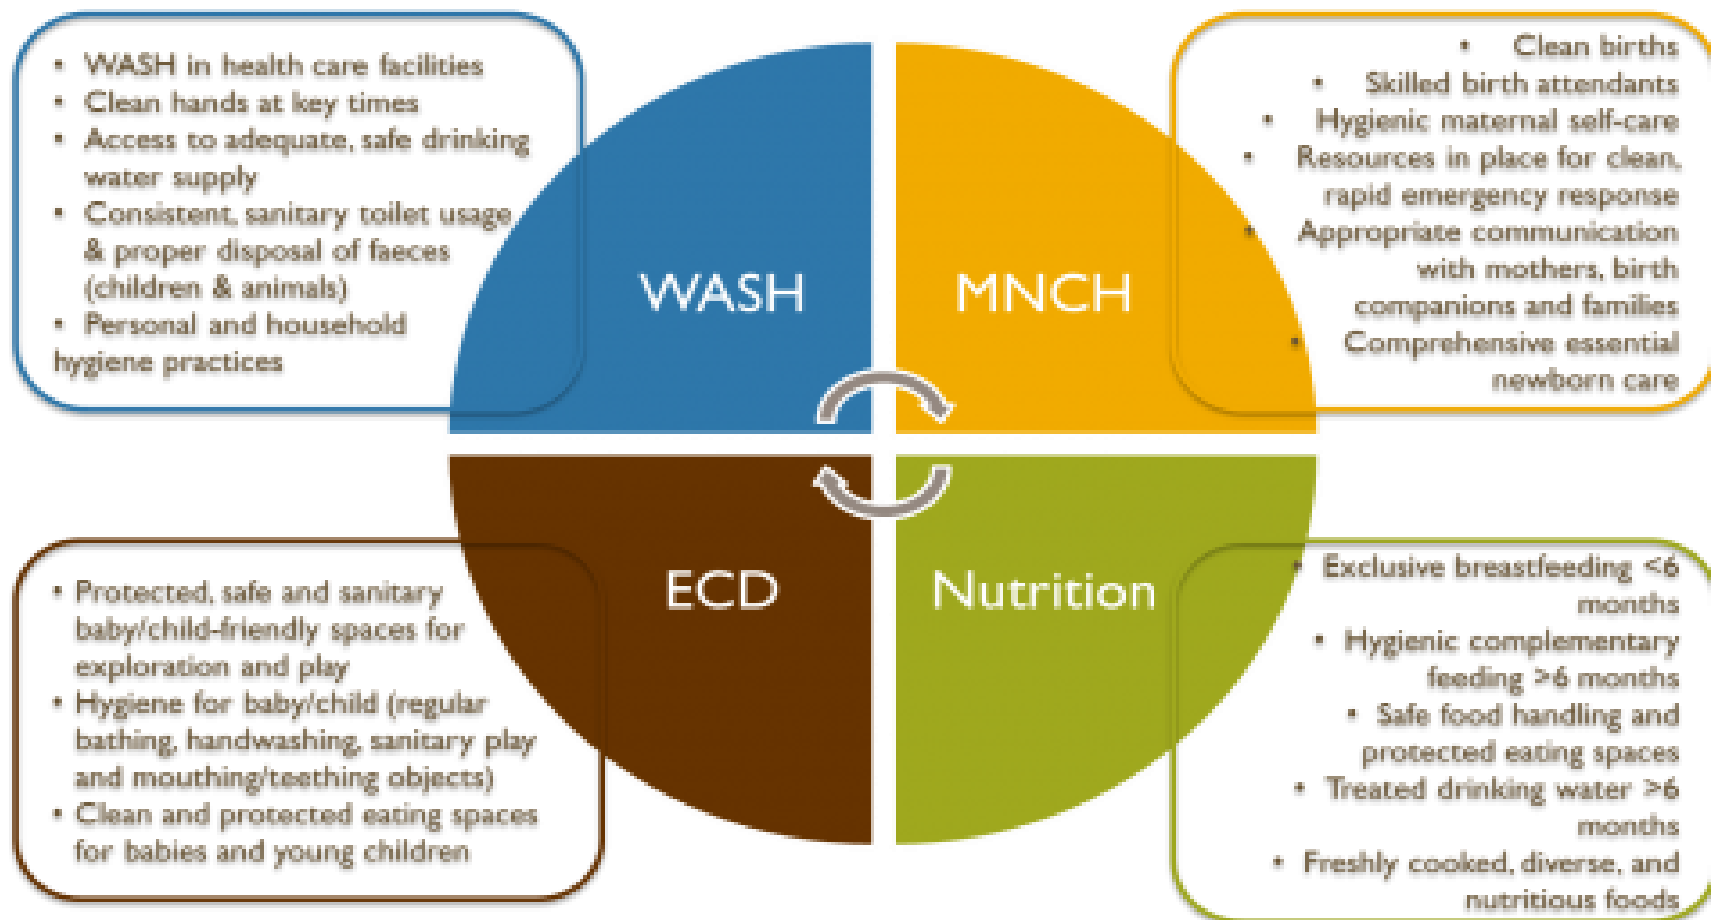 • WASH in health care facilities
• Clean hands at key times
• Access to adequate, safe drinking
water supply
• Consistent, sanitary toilet usage
& proper disposal of faeces
(children & animals)
• Personal and household
hygiene practices
WASH
MNCH
• Clean births
• Skilled birth attendants
• Hygienic maternal self-care
• Resources in place for clean,
rapid emergency response
• Appropriate communication
with mothers, birth
companions and families
• Comprehensive essential
newborn care
ECD
Nutrition
• Protected, safe and sanitary
baby/child-friendly spaces for
exploration and play
• Hygiene for baby/child (regular
bathing, handwashing, sanitary play
and mouthing/teething objects)
• Clean and protected eating spaces
for babies and young children
• Exclusive breastfeeding <6
months
• Hygienic complementary
feeding >6 months
• Safe food handling and
protected eating spaces
• Treated drinking water >6
months
• Freshly cooked, diverse, and
nutritious foods